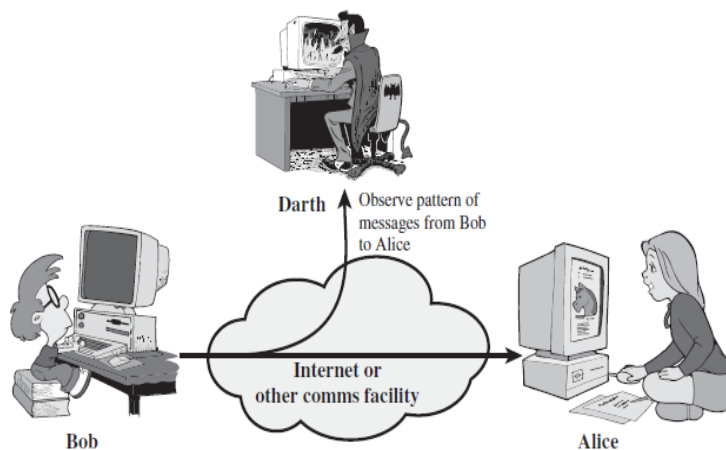 Darth
Observe pattern of
messages from Bob
to Alice
Internet or
other comms facility
Bob
Alice